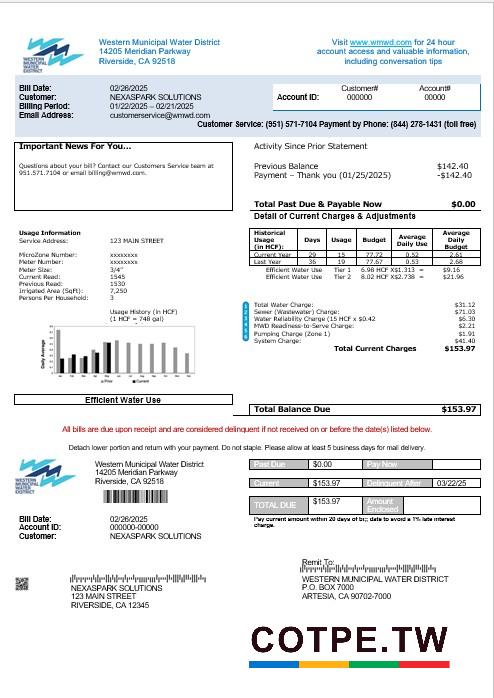 WESTERN
MUNICIPAL
WATER
DISTRICT
Western Municipal Water District
14205 Meridian Parkway
Riverside, CA 92518
Visit www.wmwd.com for 24 hour
account access and valuable information,
including conversation tips
Bill Date: 02/26/2025
Customer: NEXASPARK SOLUTIONS
Billing Period: 01/22/2025 – 02/21/2025
Email Address: customerservice@wmwd.com
Customer# Account#
Account ID: 000000 00000
Customer Service: (951) 571-7104 Payment by Phone: (844) 278-1431 (toll free)
Important News For You...
Questions about your bill? Contact our Customers Service team at
951.571.7104 or email billing@wmwd.com.
Activity Since Prior Statement
Previous Balance $142.40
Payment – Thank you (01/25/2025) -$142.40
Total Past Due & Payable Now $0.00
Detail of Current Charges & Adjustments
Usage Information
Service Address: 123 MAIN STREET
MicroZone Number: xxxxxxxx
Meter Number: xxxxxxxx
Meter Size: 3/4"
Current Read: 1545
Previous Read: 1530
Irrigated Area (SqFt): 7,250
Persons Per Household: 3
Historical Usage (in HCF): Days Usage Budget Average Daily Usage Average Daily Budget
Current Year 29 15 77.72 0.52 2.61
Last Year 36 19 77.67 0.53 2.68
Efficient Water Use Tier 1 6.98 HCF X$1.313 = $9.16
Efficient Water Use Tier 2 8.02 HCF X$2.738 = $21.96
Usage History (in HCF)
(1 HCF = 748 gal)
Daily Average
Prior Current
1
2
3
4
5
6
Total Water Charge: $31.12
Sewer (Wastewater) Charge: $71.03
Water Reliability Charge (15 HCF X $0.42 $6.30
MWD Readiness-to-Serve Charge: $2.21
Pumping Charge (Zone 1) $1.91
System Charge: $41.40
Total Current Charges $153.97
Efficient Water Use
Total Balance Due $153.97
All bills are due upon receipt and are considered delinquent if not received on or before the date(s) listed below.
Detach lower portion and return with your payment. Do not staple. Please allow at least 5 business days for mail delivery.
WESTERN
MUNICIPAL
WATER
DISTRICT
Western Municipal Water District
14205 Meridian Parkway
Riverside, CA 92518
Past Due $0.00 Pay Now
Current $153.97 Delinquent After 03/22/25
TOTAL DUE $153.97 Amount Enclosed
Pay current amount within 20 days of bill date to avoid a 1% late interest
charge.
Bill Date: 02/26/2025
Account ID: 000000-00000
Customer: NEXASPARK SOLUTIONS
NEXASPARK SOLUTIONS
123 MAIN STREET
RIVERSIDE, CA 12345
Remit To:
WESTERN MUNICIPAL WATER DISTRICT
P.O. BOX 7000
ARTESIA, CA 90702-7000
COTPE.TW